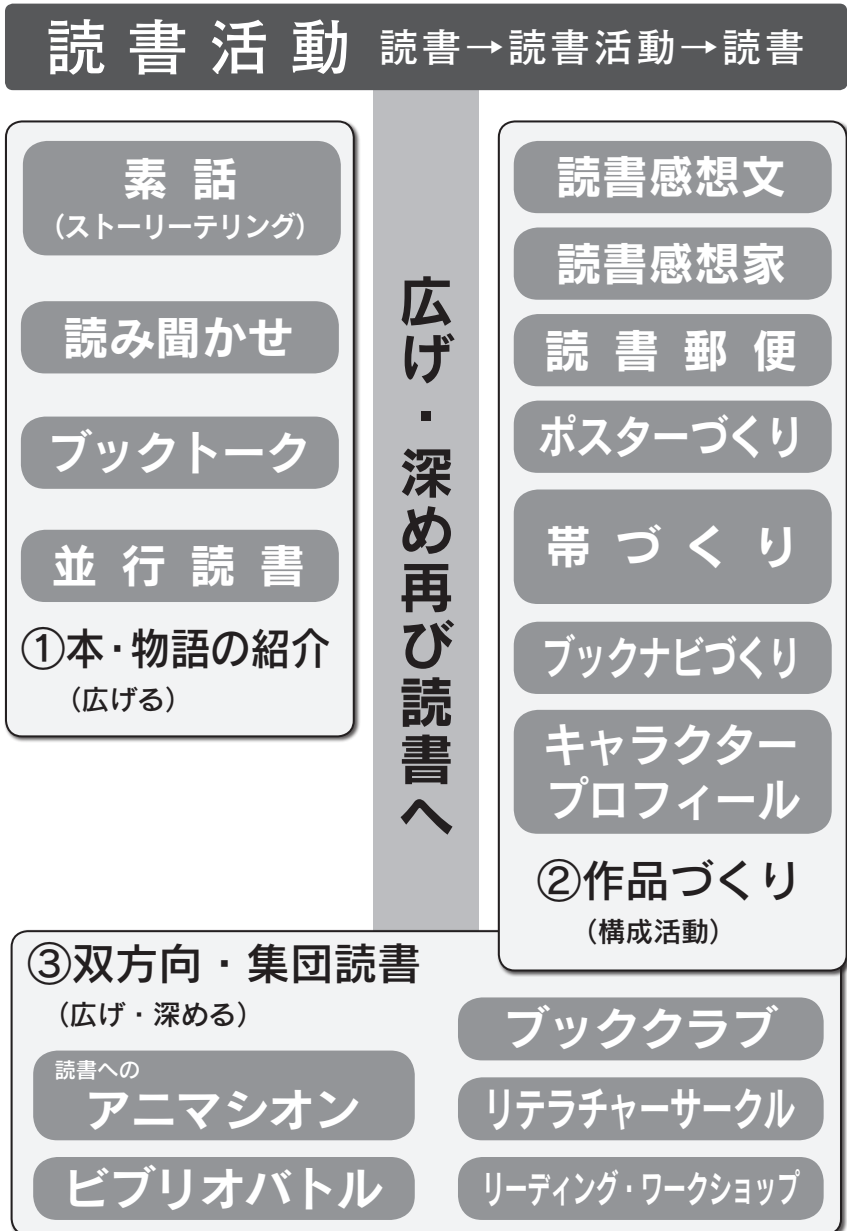 読書活動 読書→読書活動→読書
素話
（ストーリーテリング）
読み聞かせ
ブックトーク
並行読書
①本・物語の紹介
（広げる）
広げ・深め再び読書へ
読書感想文
読書感想家
読書郵便
ポスターづくり
帯づくり
ブックナビづくり
キャラクター
プロフィール
②作品づくり
（構成活動）
③双方向・集団読書
（広げ・深める）
読書への
アニマシオン
ビブリオバトル
ブッククラブ
リテラチャーサークル
リーディング・ワークショップ